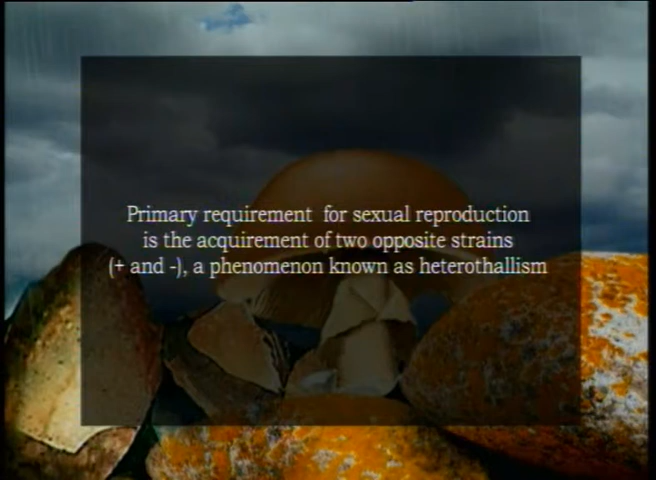 Primary requirement for sexual reproduction
is the acquirement of two opposite strains
(+ and -), a phenomenon known as heterothallism